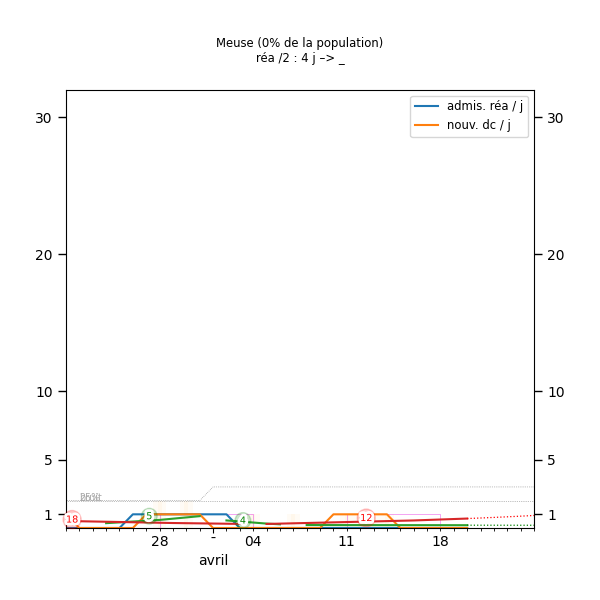 Meuse (0% de la population)
réa /2 : 4 j –> _
admis. réa / j
nouv. dc / j
30 30
20 20
10 10
5 5
1 1
18 5 4 12
28 - 04 11 18
avril